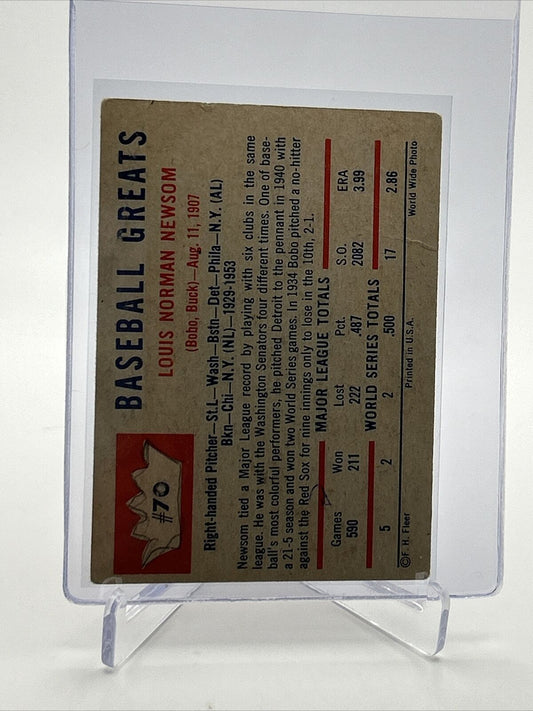 #70
BASEBALL GREATS
LOUIS NORMAN NEWSOM
(Bobo, Buck)—Aug. 11, 1907
Right-handed Pitcher—St.L—Wash—Bstn—Det—Phila—N.Y. (AL)
Bkn—Chi—N.Y. (NL)—1929-1953
Newsom tied a Major League record by playing with six clubs in the same
league. He was with the Washington Senators four different times. One of base-
ball's most colorful performers, he pitched Detroit to the pennant in 1940 with
a 21-5 season and won two World Series games. In 1934 Bobo pitched a no-hitter
against the Red Sox for nine innings only to lose in the 10th, 2-1.
MAJOR LEAGUE TOTALS
Games Won Lost Pct. S.O. ERA
590 211 222 .487 2082 3.99
WORLD SERIES TOTALS
5 2 2 .500 17 2.86
© F. H. Fleer Printed in U.S.A. World Wide Photo